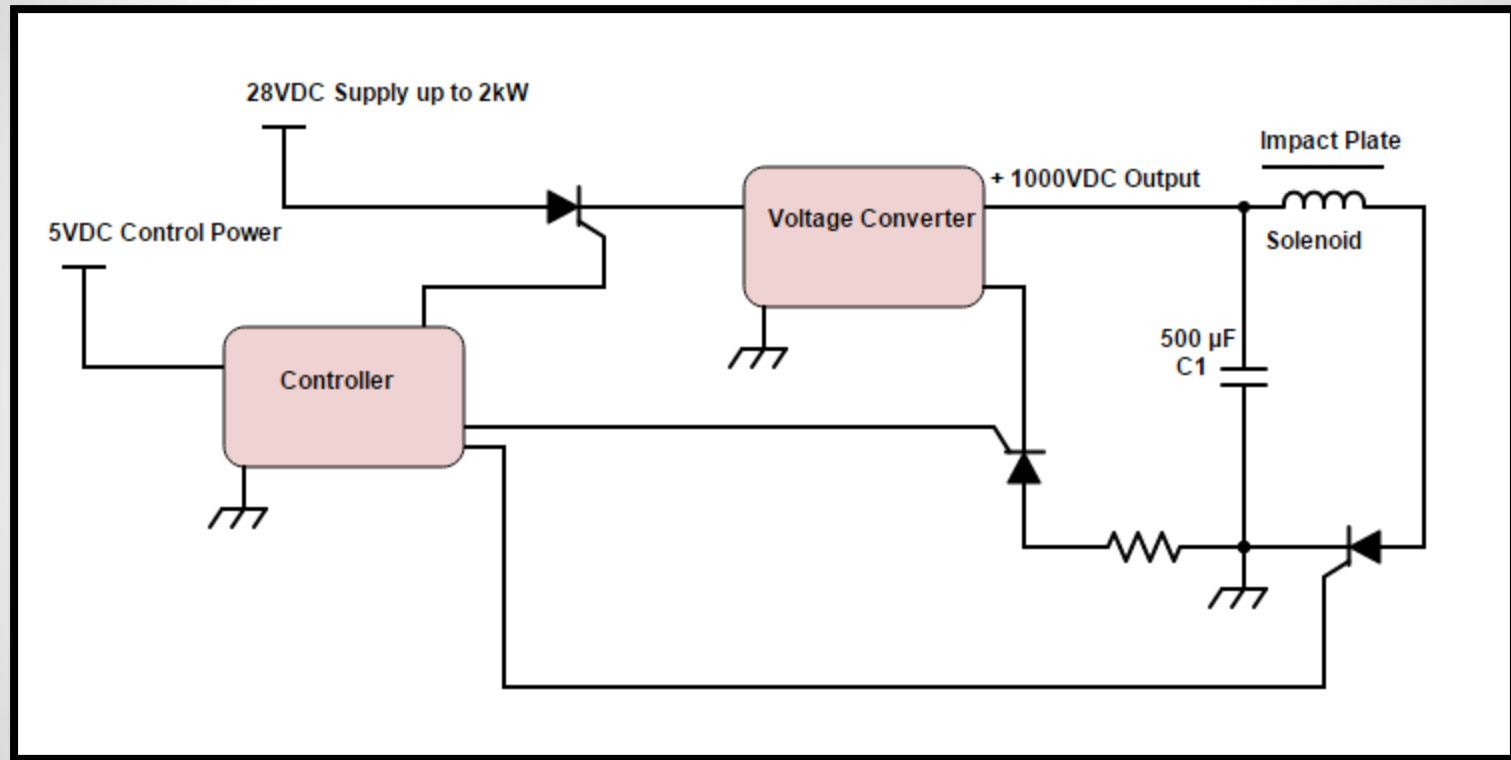 28VDC Supply up to 2kW
Impact Plate
+ 1000VDC Output
Voltage Converter
5VDC Control Power
Solenoid
500 µF
C1
Controller